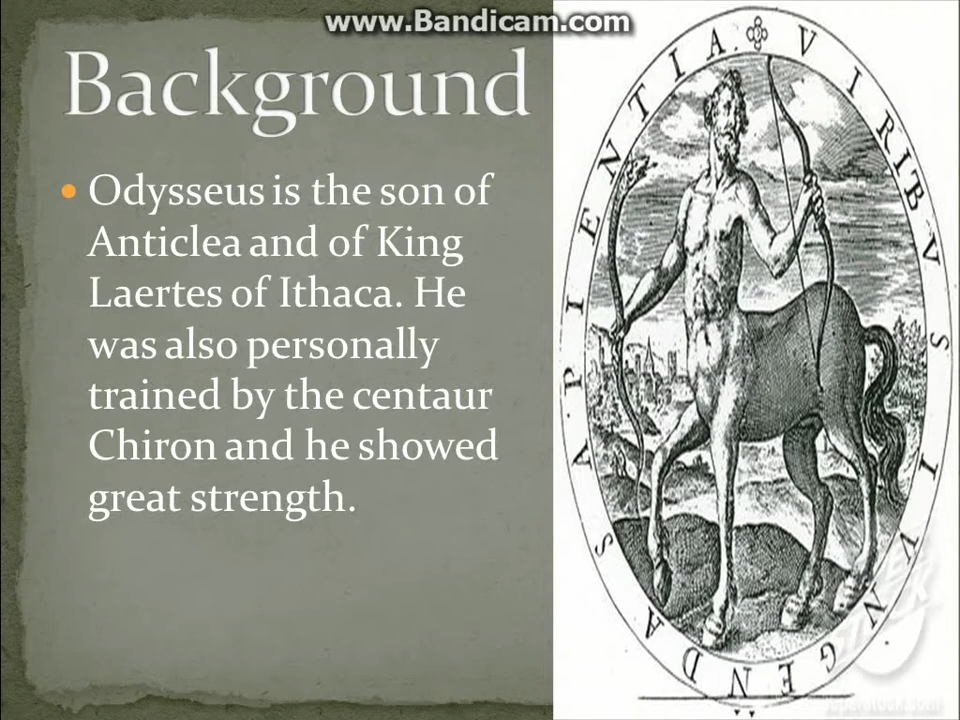 www.Bandicam.com
Background
Odysseus is the son of
Anticlea and of King
Laertes of Ithaca. He
was also personally
trained by the centaur
Chiron and he showed
great strength.
VIRIBVS IVNGENDA SAPIENTIA